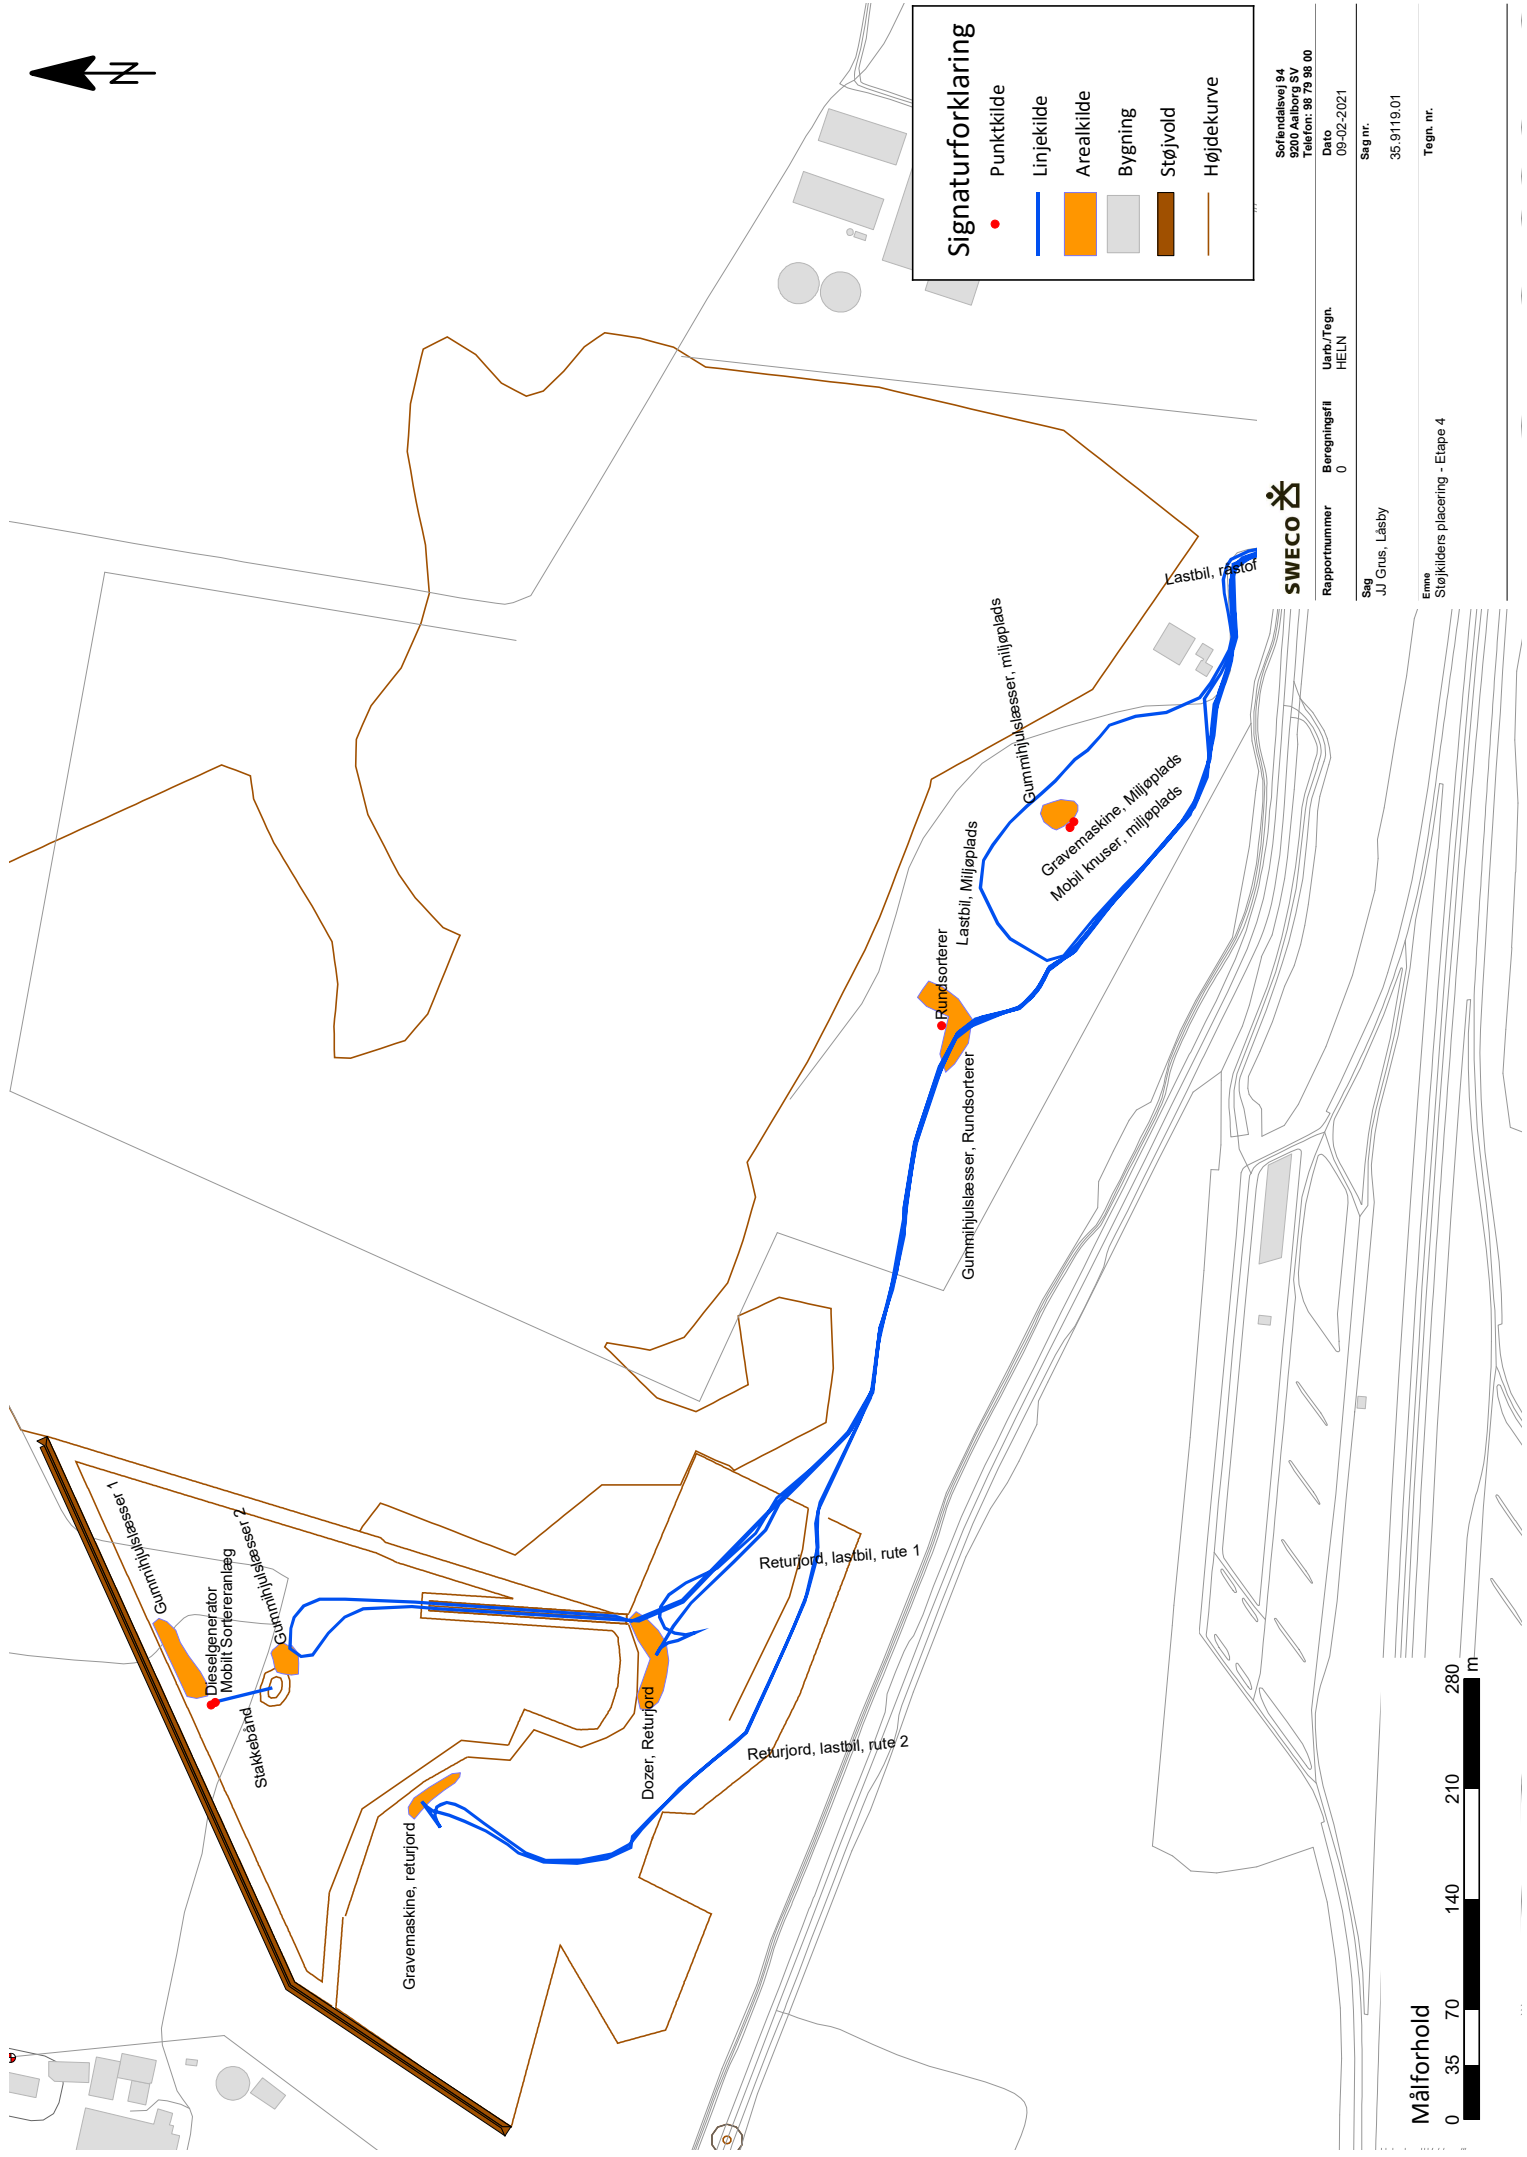 N
Gummihjulslæsser 1
Dieselgenerator
Mobilt Sortereranlæg
Gummihjulslæsser 2
Stakkebånd
Gravemaskine, returjord
Dozer, Returjord
Returjord, lastbil, rute 1
Returjord, lastbil, rute 2
Rundsorterer
Gummihjulslæsser, Rundsorterer
Lastbil, Miljøplads
Gummihjulslæsser, miljøplads
Gravemaskine, Miljøplads
Mobil knuser, miljøplads
Lastbil, råstof
Signaturforklaring
Punktkilde
Linjekilde
Arealkilde
Bygning
Støjvold
Højdekurve
Målforhold
0 35 70 140 210 280
m
SWECO
Sofiendalsvej 94
9200 Aalborg SV
Telefon: 98 79 98 00
Rapportnummer Beregningsfil Uarb./Tegn. Dato
0 HELN 09-02-2021
Sag Sag nr.
JJ Grus, Låsby 35.9119.01
Emne Tegn. nr.
Støjkilders placering - Etape 4